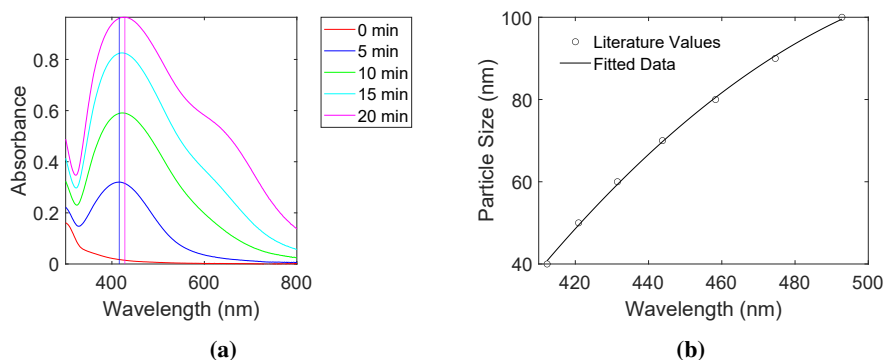 0 min
5 min
10 min
15 min
20 min
Absorbance
0.8
0.6
0.4
0.2
0
400
600
800
Wavelength (nm)
(a)
Literature Values
Fitted Data
Particle Size (nm)
100
80
60
40
420
440
460
480
500
Wavelength (nm)
(b)